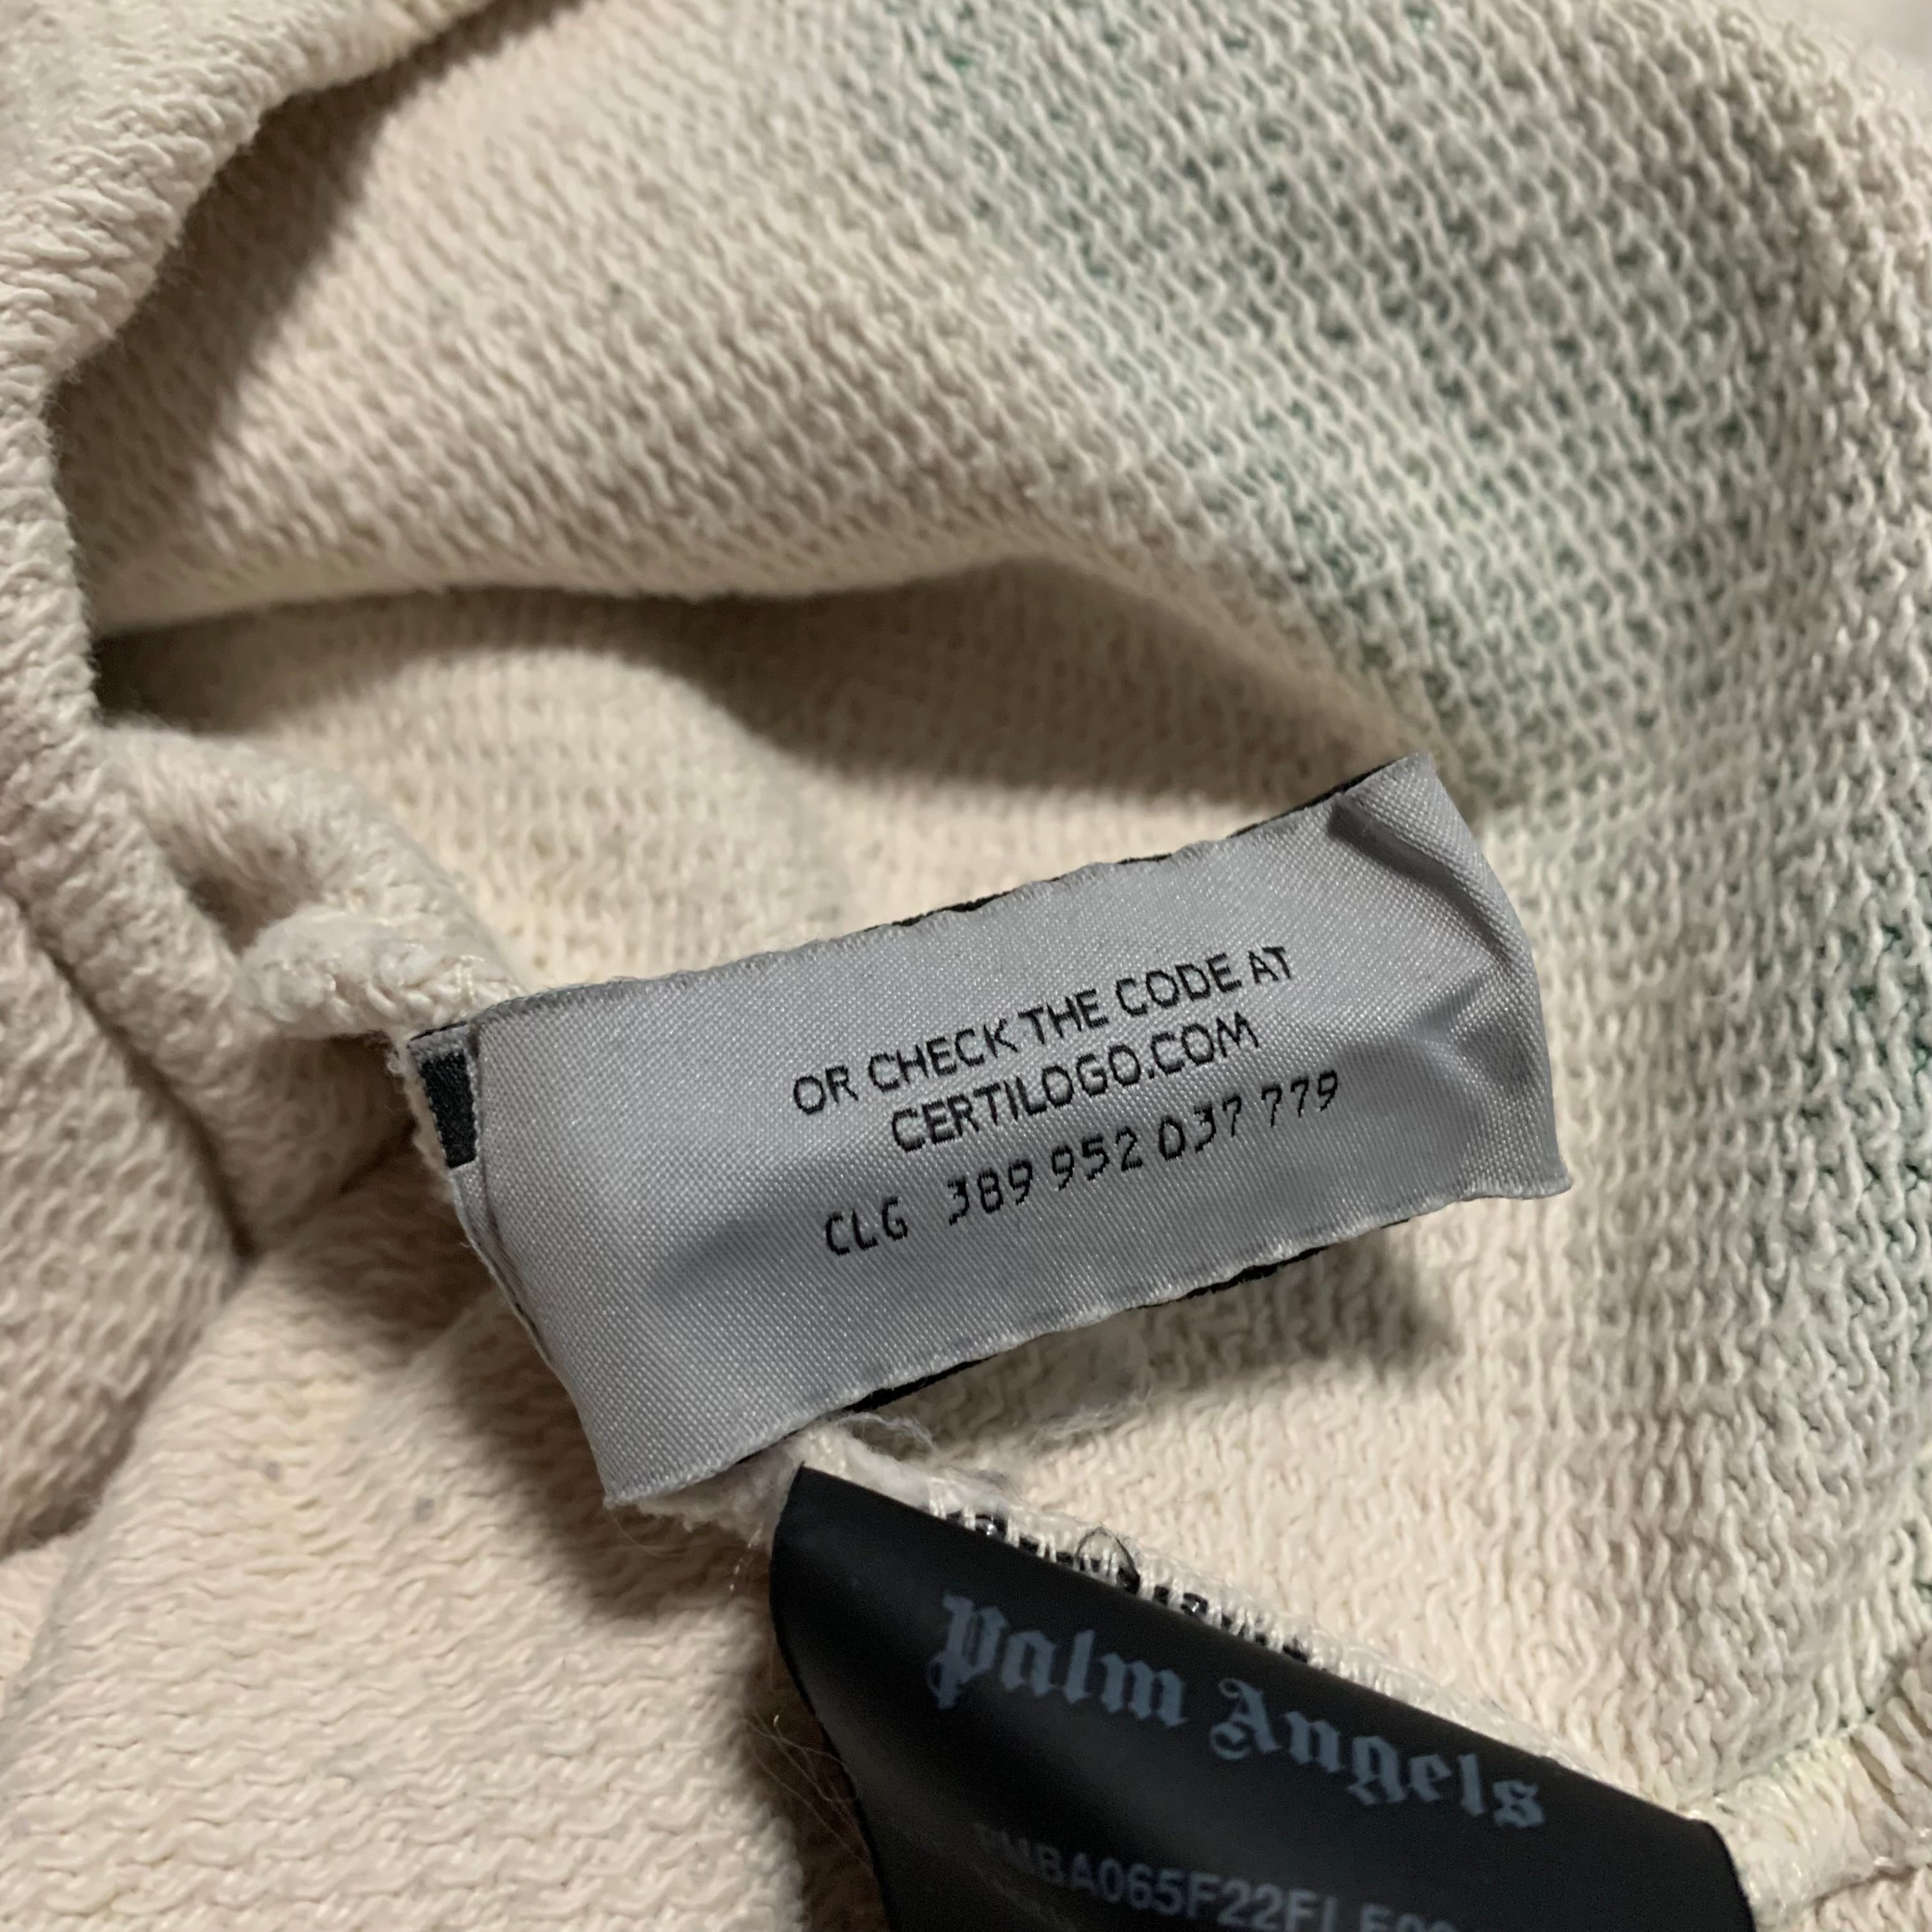 OR CHECK THE CODE AT
CERTILOGO.COM
CLG 389 952 037 779
Palm Angels